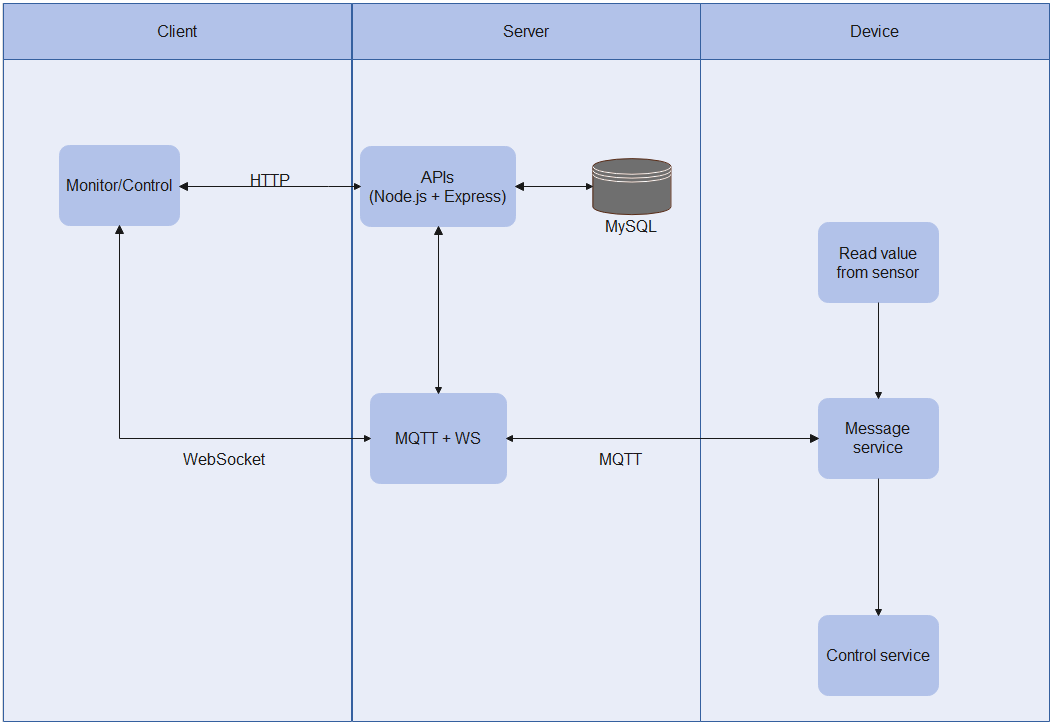 Client
Server
Device
Monitor/Control
HTTP
APIs
(Node.js + Express)
MySQL
Read value
from sensor
MQTT + WS
Message
service
WebSocket
MQTT
Control service